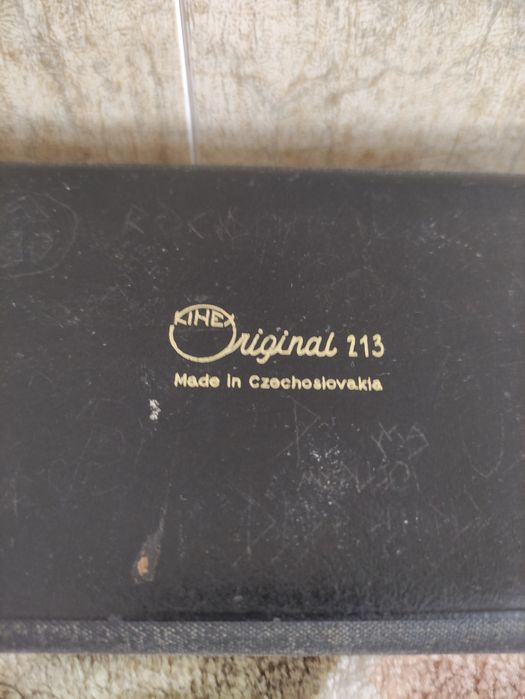 KINEX
Original 213
Made in Czechoslovakia